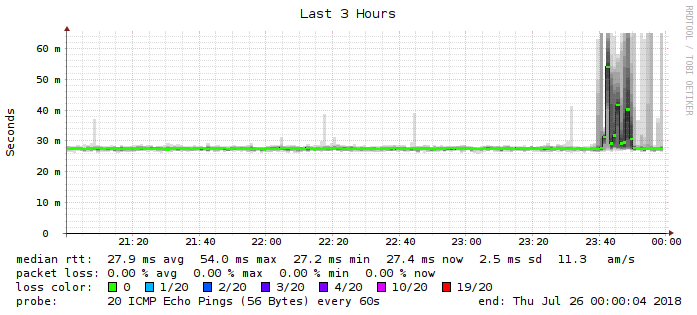 Last 3 Hours
RRDTOOL / TOBI OETIKER
Seconds
60 m
50 m
40 m
30 m
20 m
10 m
0
21:20 21:40 22:00 22:20 22:40 23:00 23:20 23:40 00:00
median rtt: 27.9 ms avg 54.0 ms max 27.2 ms min 27.4 ms now 2.5 ms sd 11.3 am/s
packet loss: 0.00 % avg 0.00 % max 0.00 % min 0.00 % now
loss color: 0 1/20 2/20 3/20 4/20 10/20 19/20
probe: 20 ICMP Echo Pings (56 Bytes) every 60s end: Thu Jul 26 00:00:04 2018